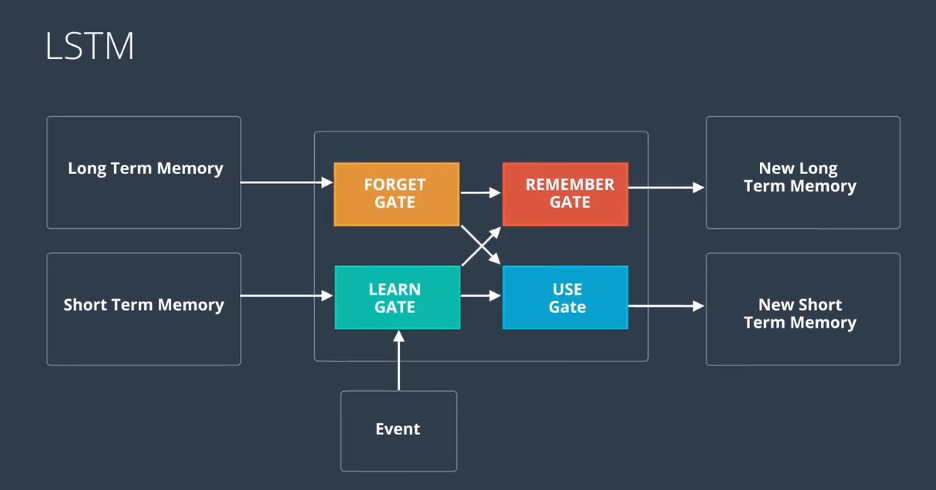 LSTM
Long Term Memory
FORGET
GATE
REMEMBER
GATE
New Long
Term Memory
Short Term Memory
LEARN
GATE
USE
Gate
New Short
Term Memory
Event